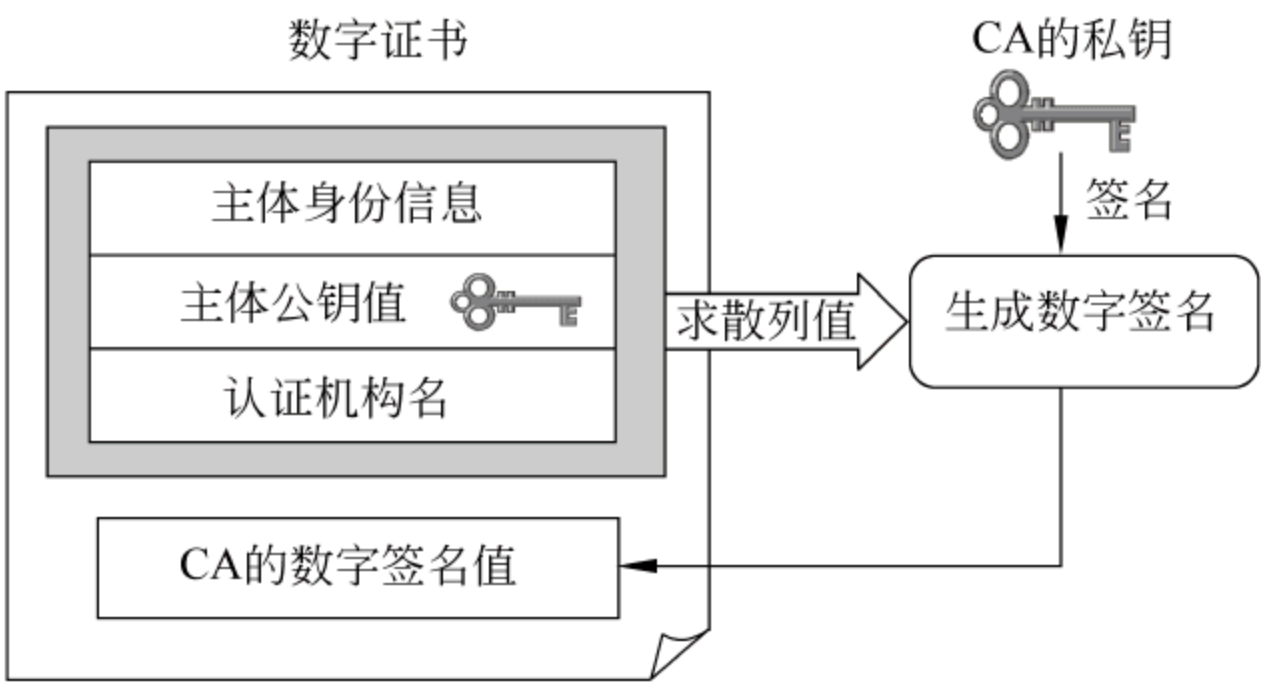 数字证书
CA的私钥
主体身份信息
签名
主体公钥值
求散列值
生成数字签名
认证机构名
CA的数字签名值